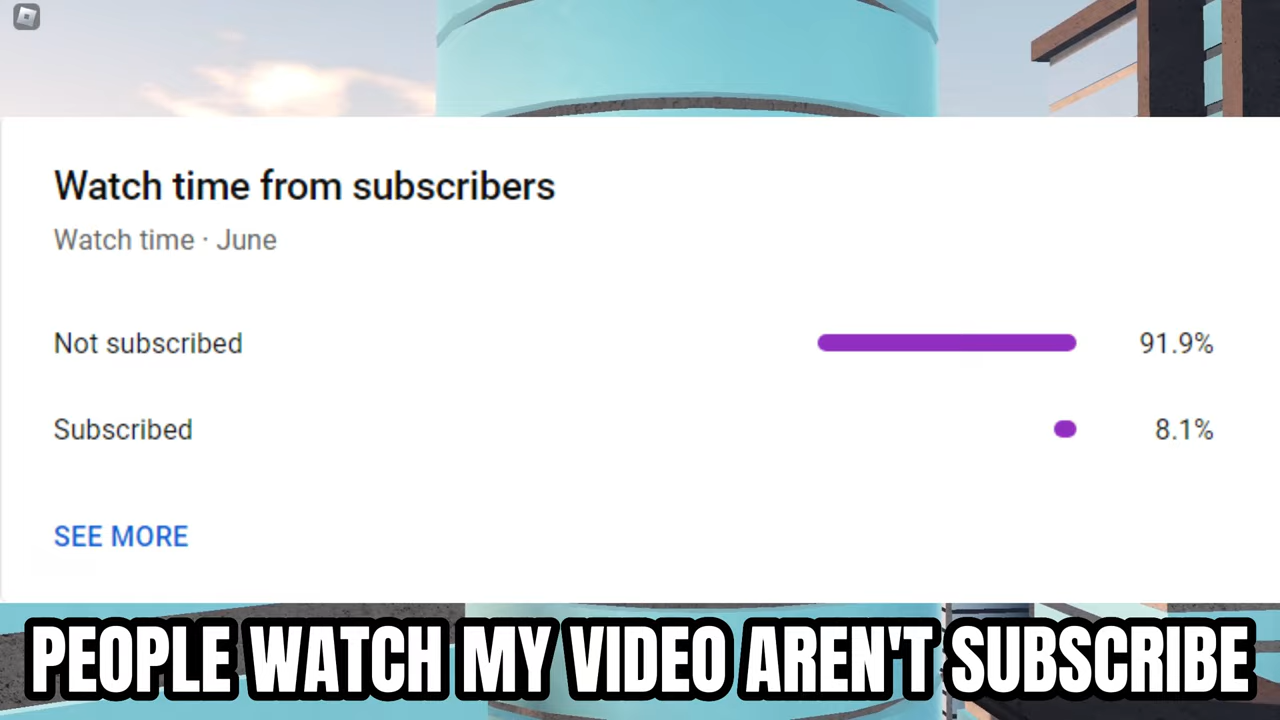 Watch time from subscribers
Watch time · June
Not subscribed 91.9%
Subscribed 8.1%
SEE MORE
PEOPLE WATCH MY VIDEO AREN'T SUBSCRIBE